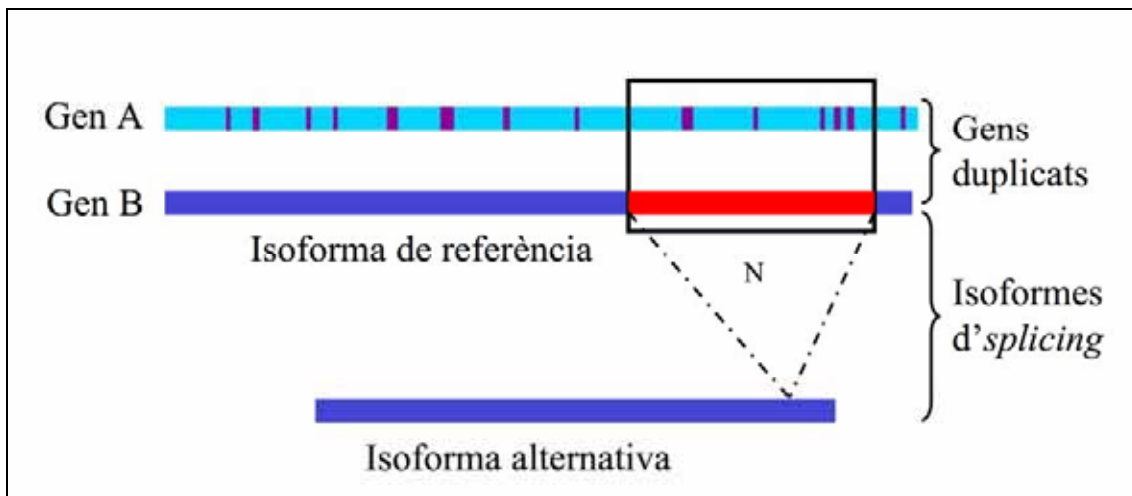 Gen A
Gens
duplicats
Gen B
Isoforma de referència
N
Isoformes
d'splicing
Isoforma alternativa